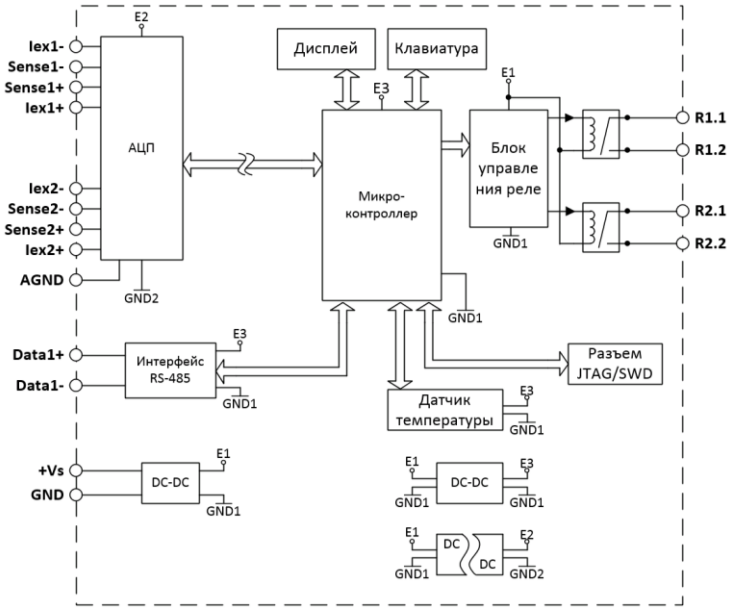 E2
Iex1-
Sense1-
Sense1+
Iex1+
АЦП
Iex2-
Sense2-
Sense2+
Iex2+
AGND
GND2
Дисплей
Клавиатура
E3
Микро-
контроллер
GND1
E1
Блок
управле
ния реле
GND1
R1.1
R1.2
R2.1
R2.2
Data1+
Data1-
Интерфейс
RS-485
E3
GND1
Разъем
JTAG/SWD
Датчик
температуры
E3
GND1
+Vs
GND
DC-DC
E1
GND1
E1
GND1
DC-DC
E3
GND1
E1
GND1
DC
DC
E2
GND2